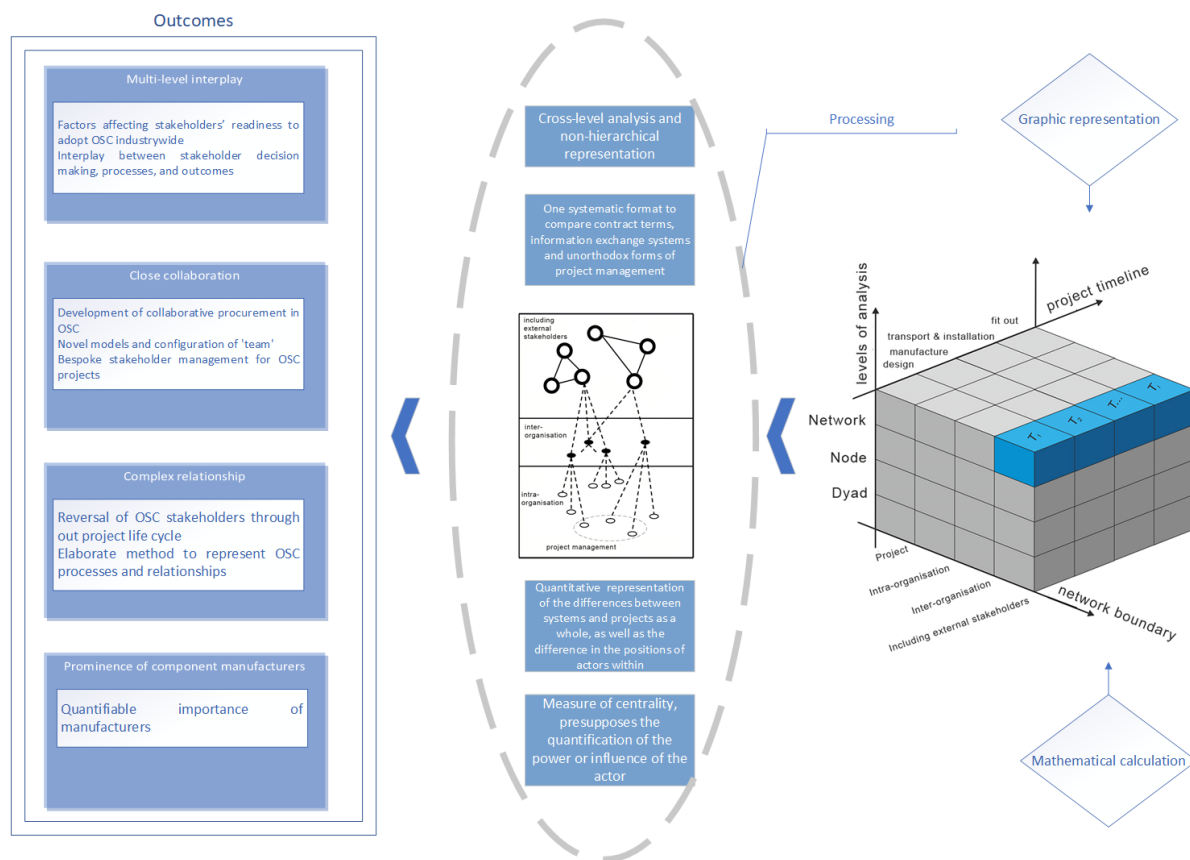 Outcomes
Multi-level interplay
Factors affecting stakeholders' readiness to
adopt OSC industrywide
Interplay between stakeholder decision
making, processes, and outcomes
Close collaboration
Development of collaborative procurement in
OSC
Novel models and configuration of 'team'
Bespoke stakeholder management for OSC
projects
Complex relationship
Reversal of OSC stakeholders through
out project life cycle
Elaborate method to represent OSC
processes and relationships
Prominence of component manufacturers
Quantifiable importance of
manufacturers
Cross-level analysis and
non-hierarchical
representation
One systematic format to
compare contract terms,
information exchange systems
and unorthodox forms of
project management
including
external
stakeholders
inter-
organisation
intra-
organisation
project management
Quantitative representation
of the differences between
systems and projects as a
whole, as well as the
difference in the positions of
actors within
Measure of centrality,
presupposes the
quantification of the
power or influence of the
actor
Processing
Graphic representation
levels of analysis
project timeline
fit out
transport & installation
manufacture
design
T1
T2
T...
Ti
Network
Node
Dyad
Project
Intra-organisation
Inter-organisation
Including external stakeholders
network boundary
Mathematical calculation